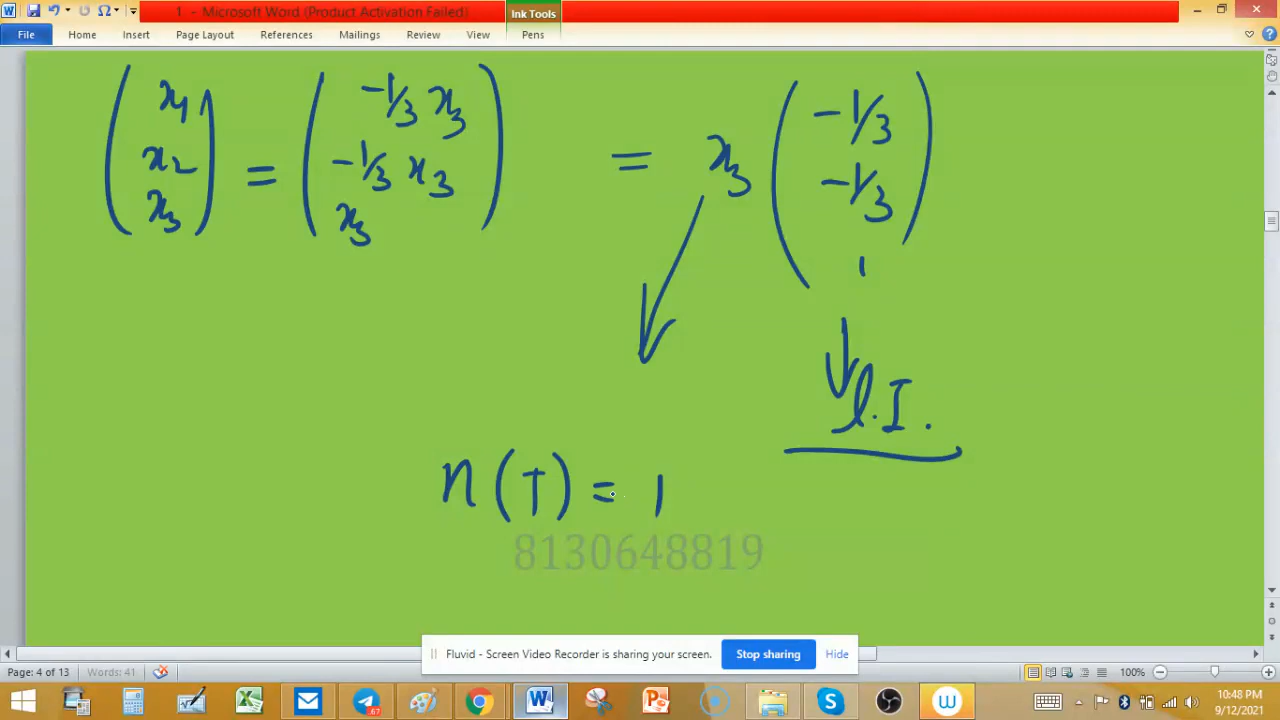 1 - Microsoft Word (Product Activation Failed)
Ink Tools
File Home Insert Page Layout References Mailings Review View Pens
x1 -1/3 x3 -1/3
x2 = -1/3 x3 = x3 -1/3
x3 x3 1
l.I.
n(T) = 1
8130648819
Fluvid - Screen Video Recorder is sharing your screen. Stop sharing Hide
Page: 4 of 13 Words: 41 100%
67
10:48 PM
9/12/2021